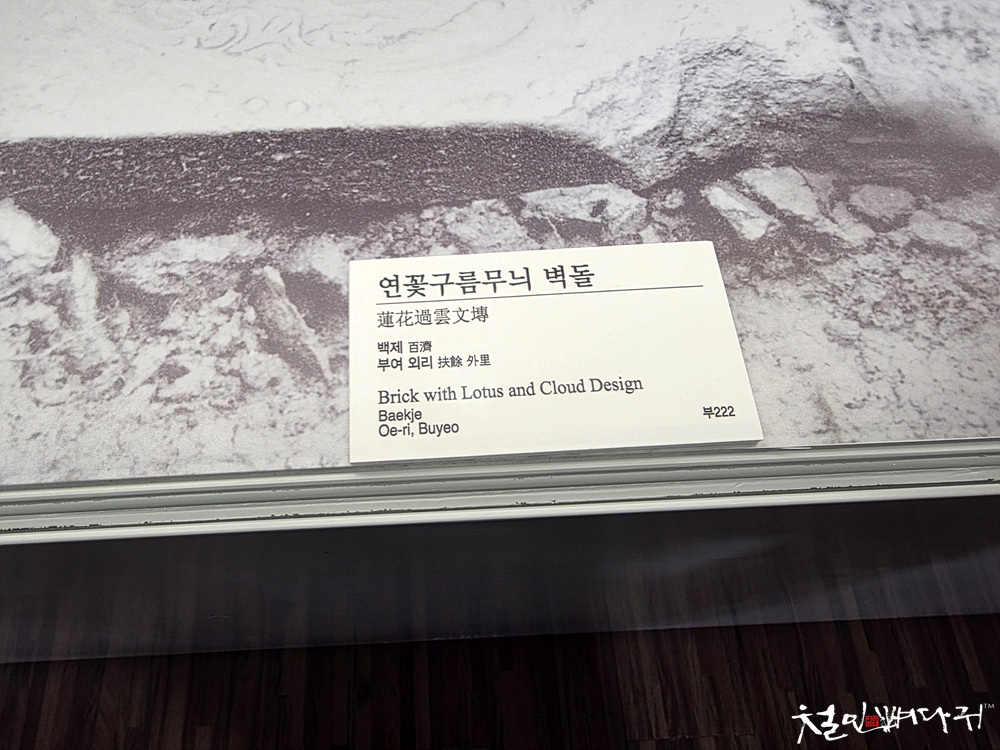 연꽃구름무늬 벽돌
蓮花過雲文塼
백제 百濟
부여 외리 扶餘 外里
Brick with Lotus and Cloud Design
Baekje
Oe-ri, Buyeo
부222
TM